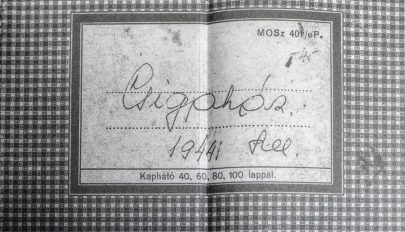 MOSz 401/eP.
Csigaház.
1944
Kapható 40, 60, 80, 100 lappal.